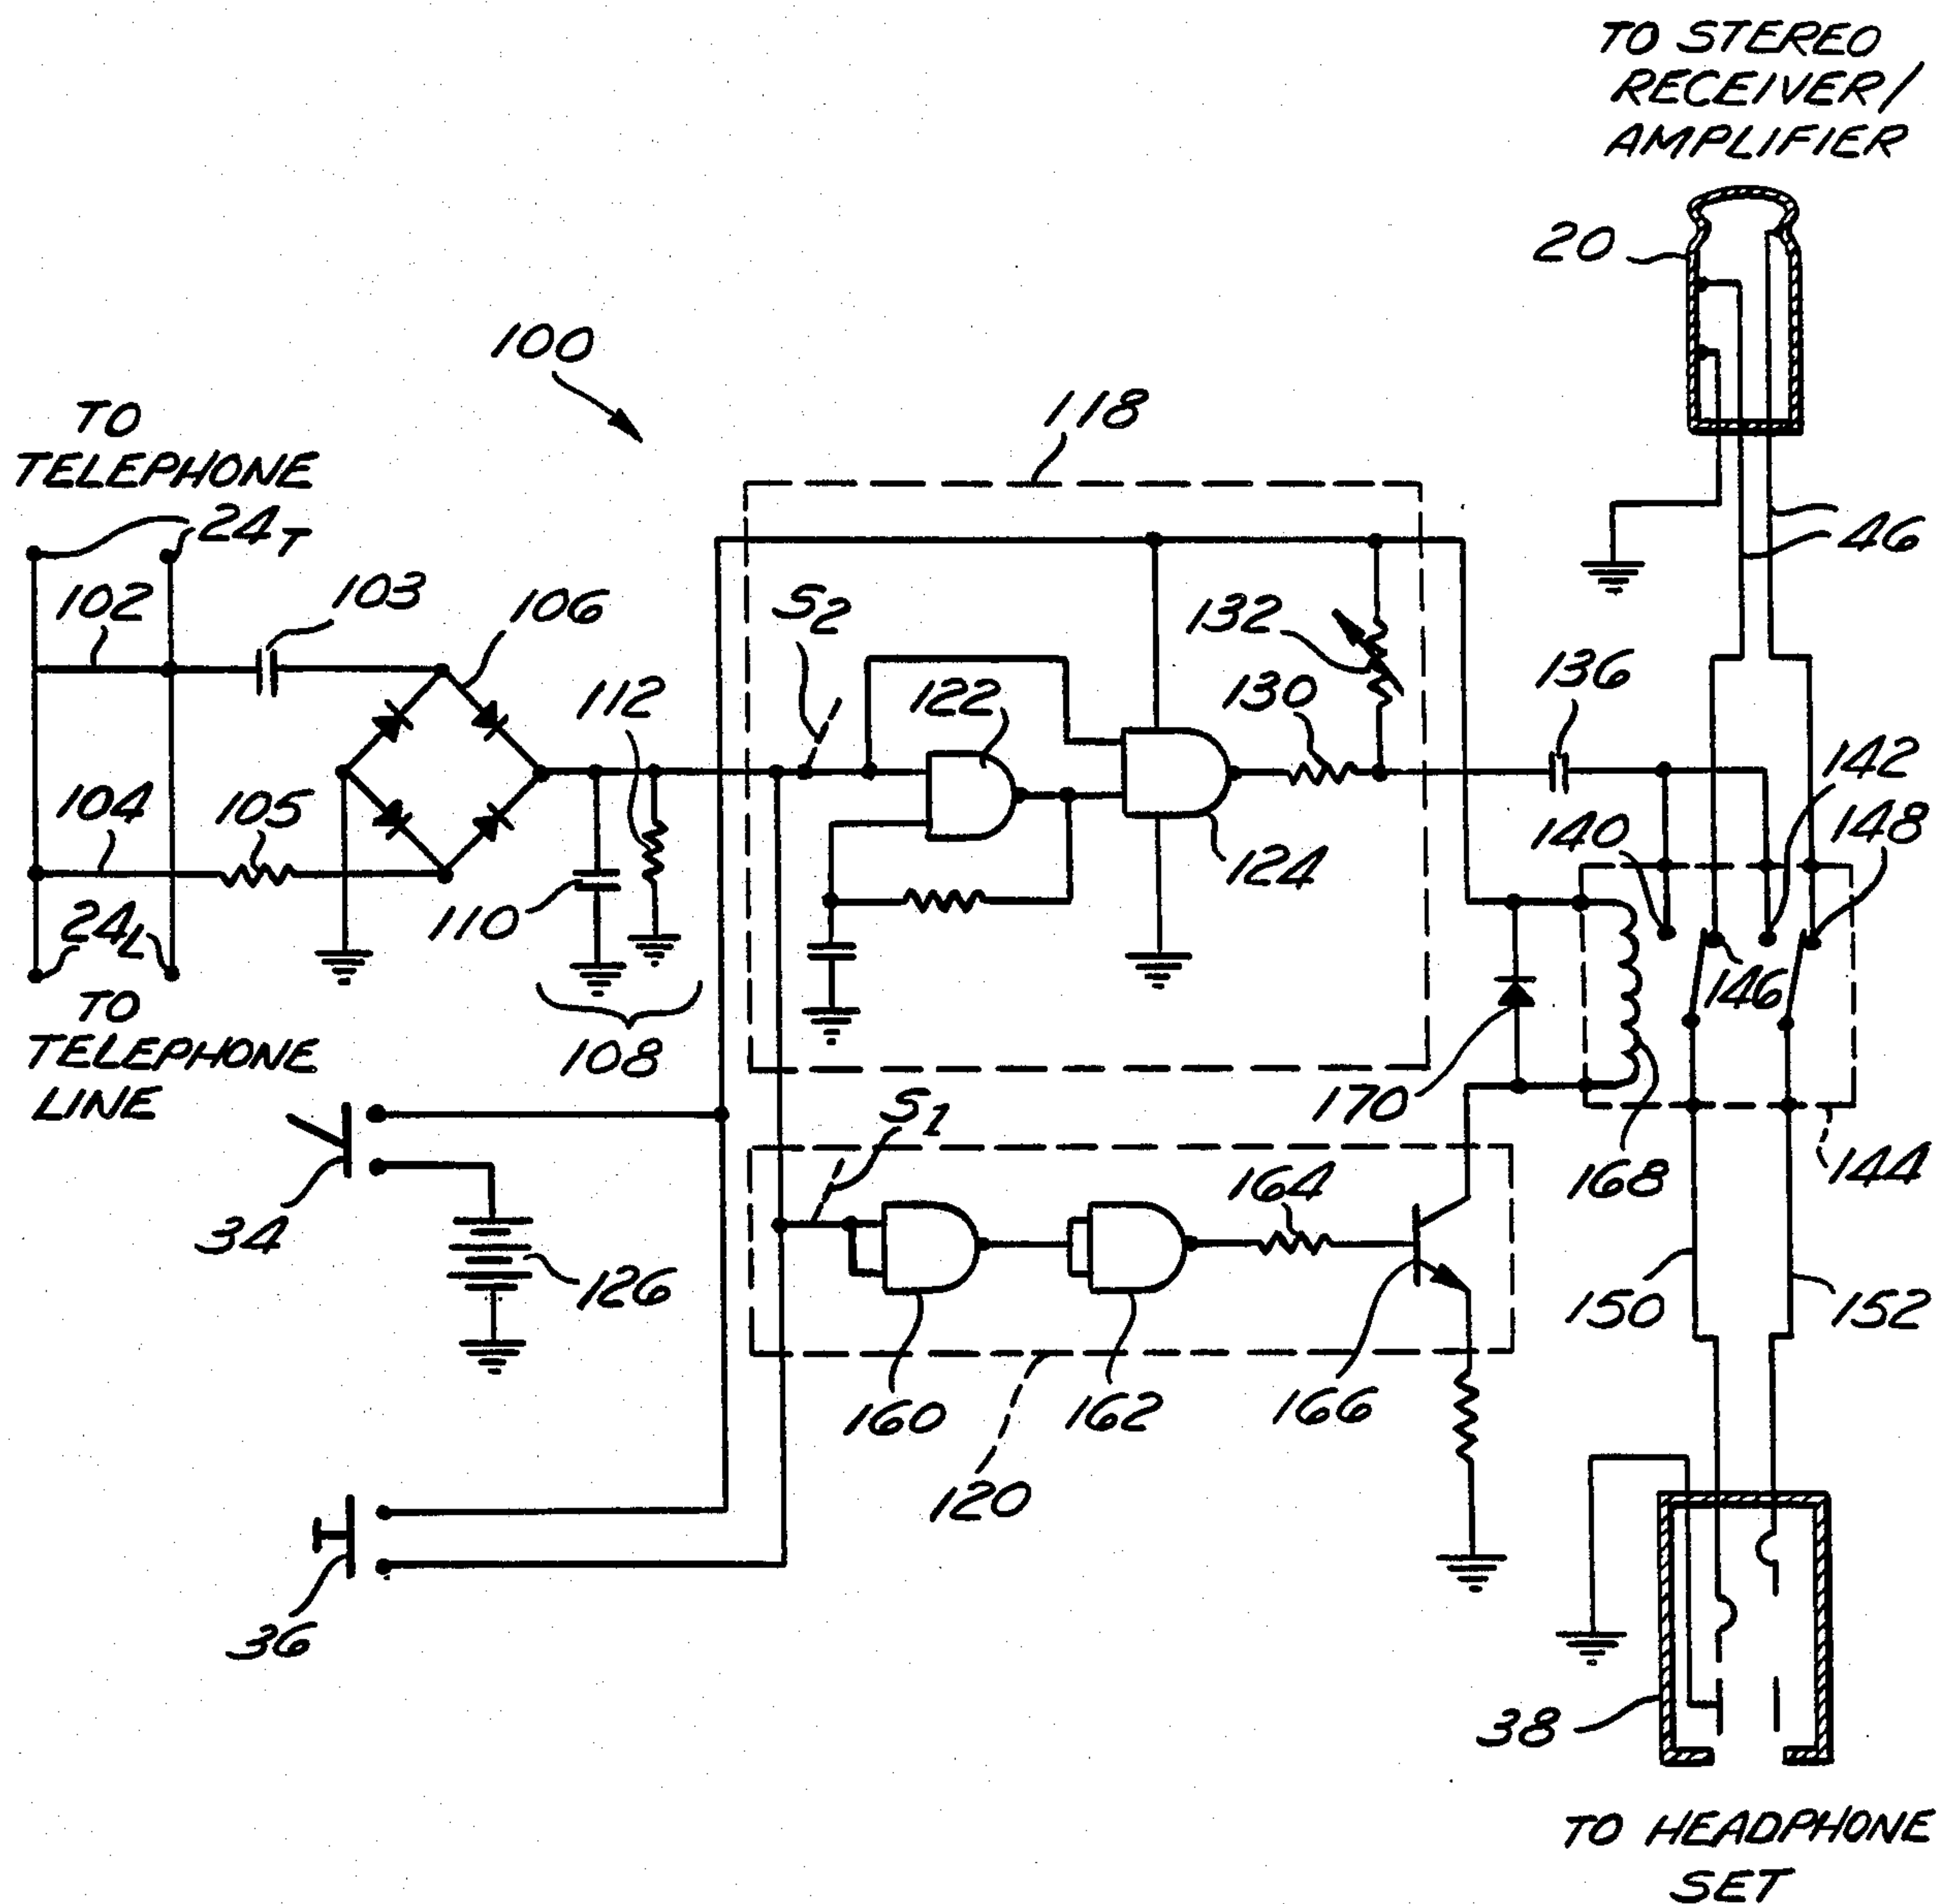 TO STEREO
RECEIVER/
AMPLIFIER
20
100
118
TO
TELEPHONE
24T
46
102
103
106
S2
132
136
112
122
130
142
104
105
140
148
124
110
24L
146
TO
TELEPHONE
LINE
108
170
S1
168
144
34
164
126
150
152
160
162
166
120
36
38
TO HEADPHONE
SET